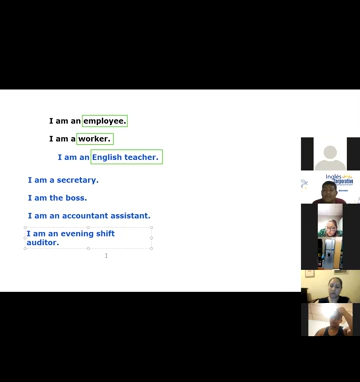 I am an employee.
I am a worker.
I am an English teacher.
I am a secretary.
I am the boss.
I am an accountant assistant.
I am an evening shift
auditor.
Inglés